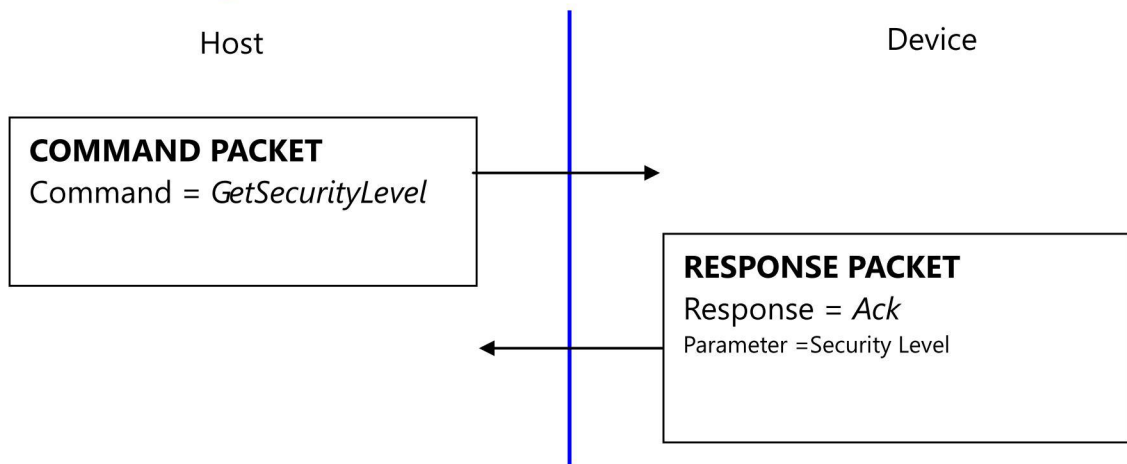 Host
Device
COMMAND PACKET
Command = GetSecurityLevel
RESPONSE PACKET
Response = Ack
Parameter =Security Level